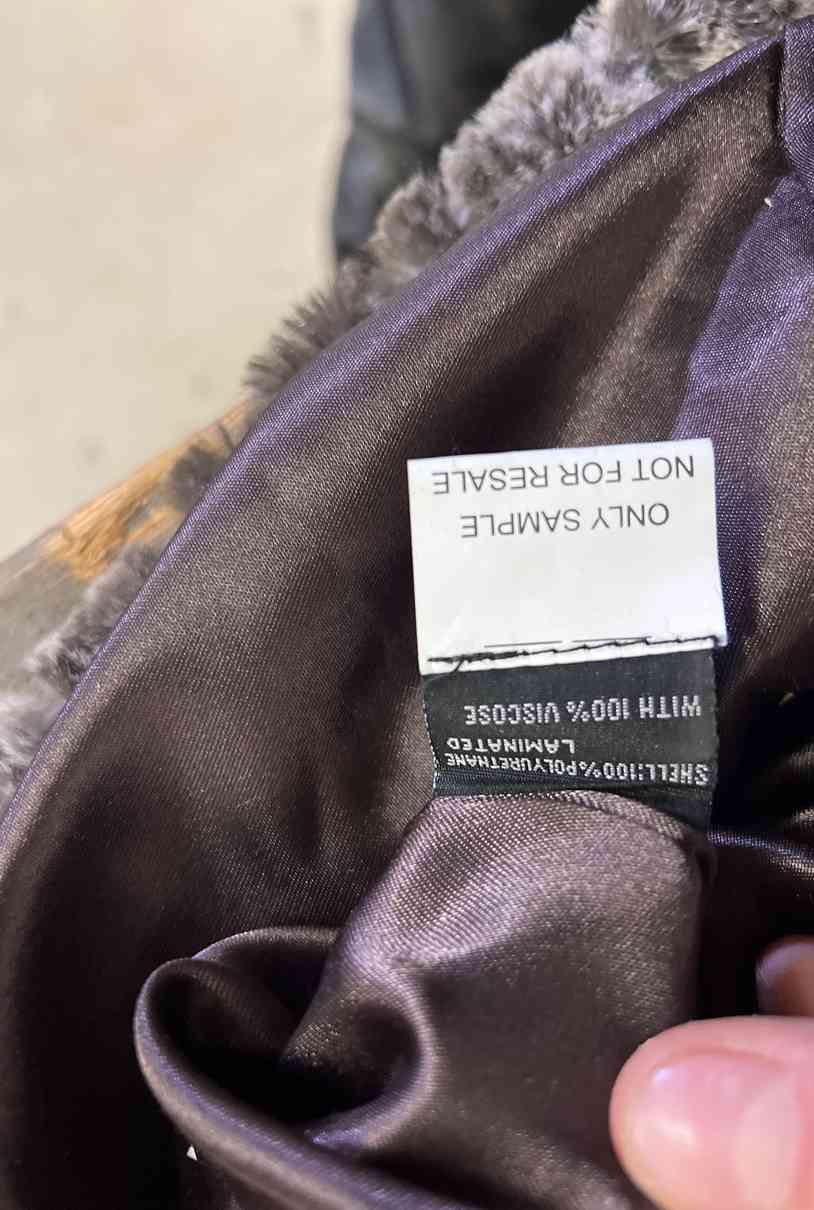 SHELL:100%POLYURETHANE
LAMINATED
WITH 100% VISCOSE
ONLY SAMPLE
NOT FOR RESALE